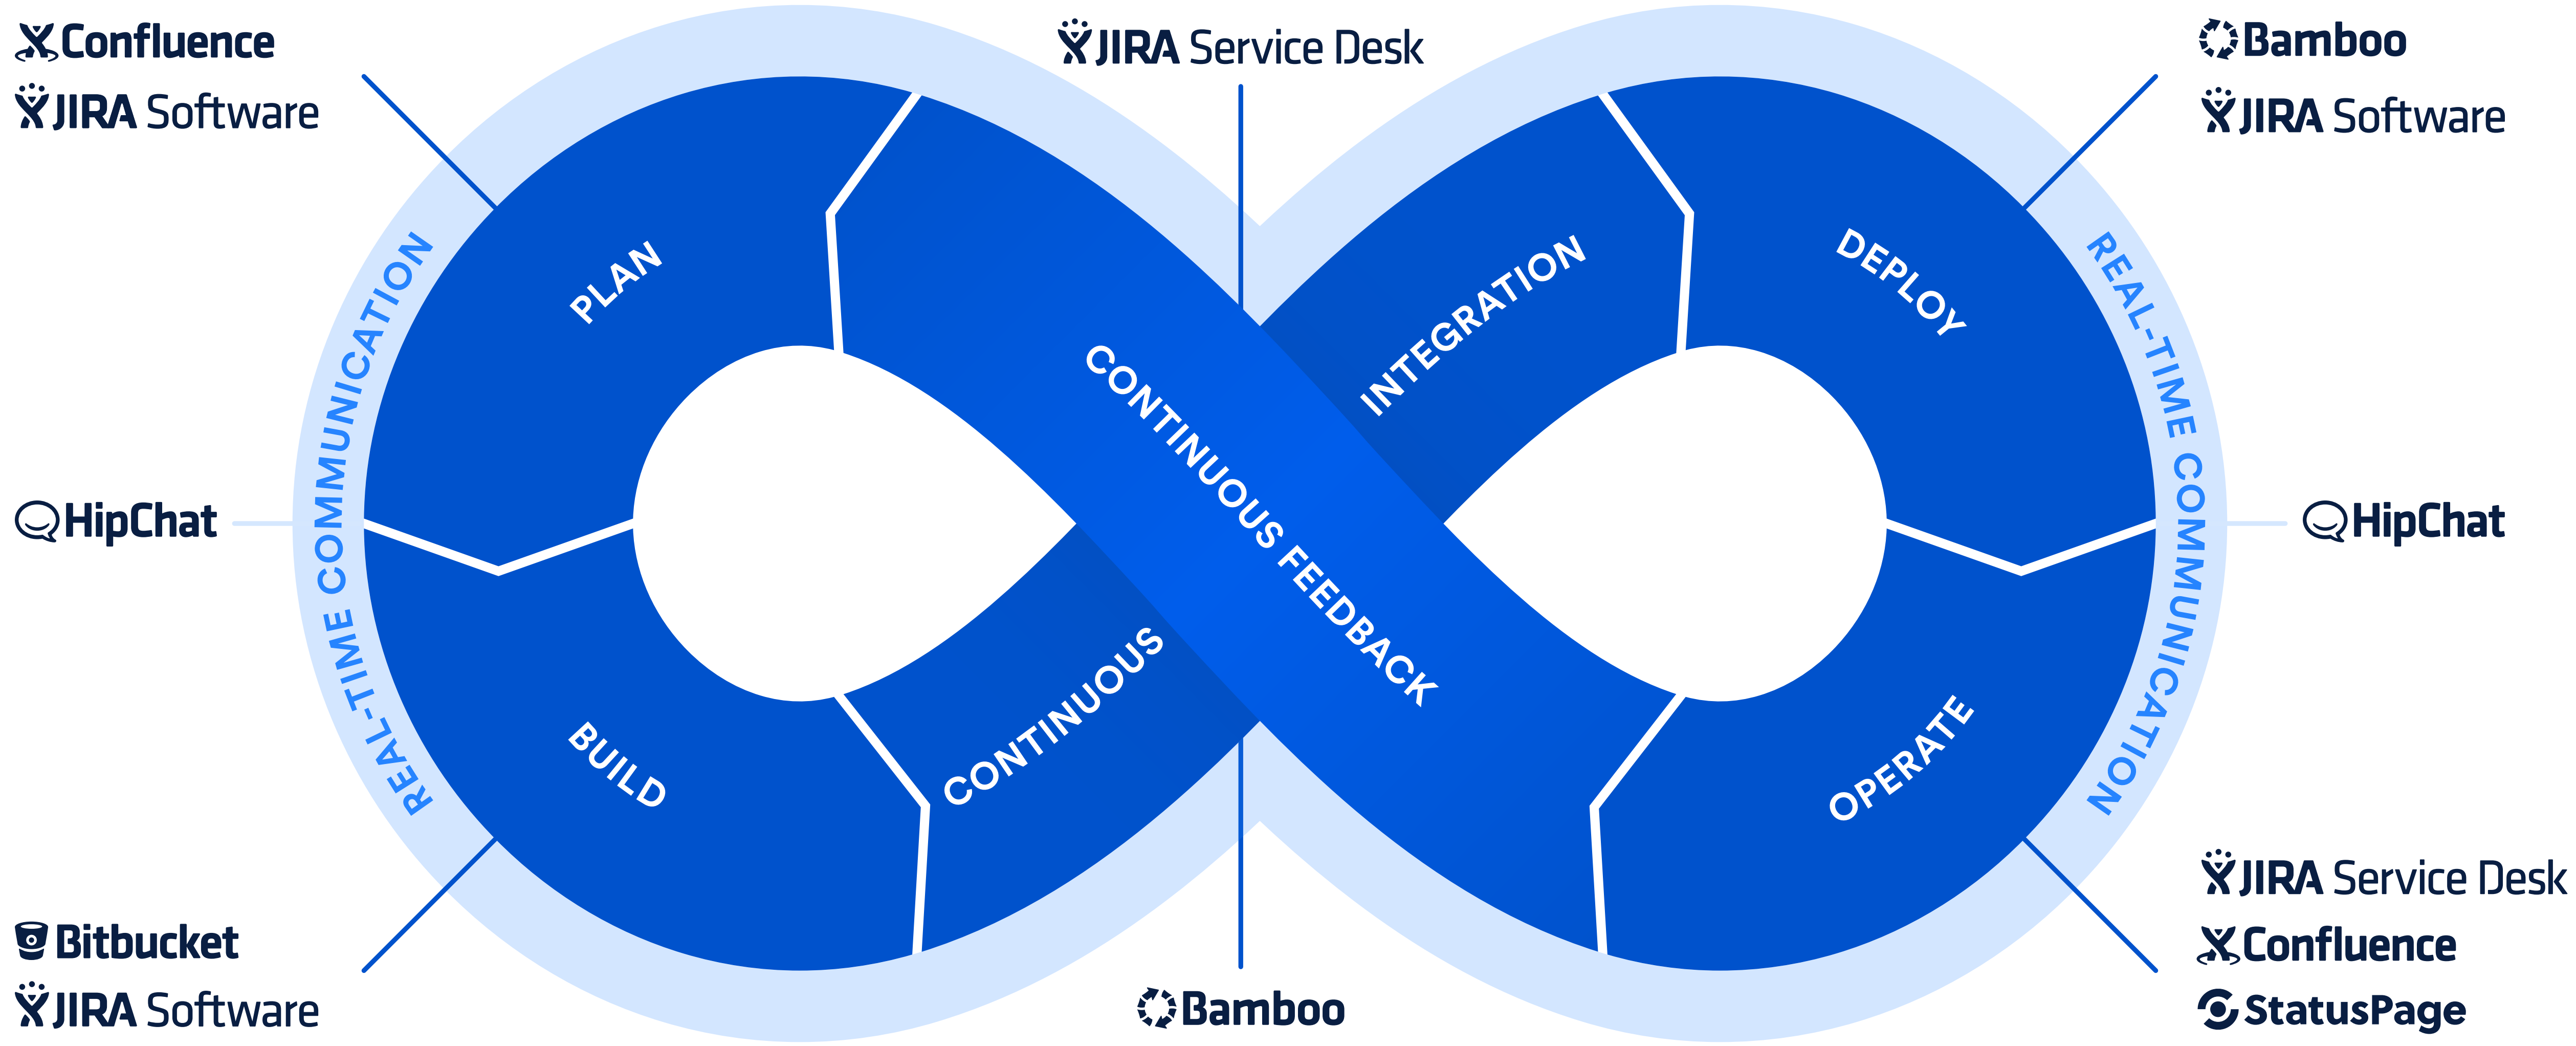 Confluence
JIRA Software
JIRA Service Desk
Bamboo
JIRA Software
PLAN
INTEGRATION
DEPLOY
REAL-TIME COMMUNICATION
HipChat
CONTINUOUS FEEDBACK
REAL-TIME COMMUNICATION
HipChat
BUILD
CONTINUOUS
OPERATE
Bitbucket
JIRA Software
Bamboo
JIRA Service Desk
Confluence
StatusPage